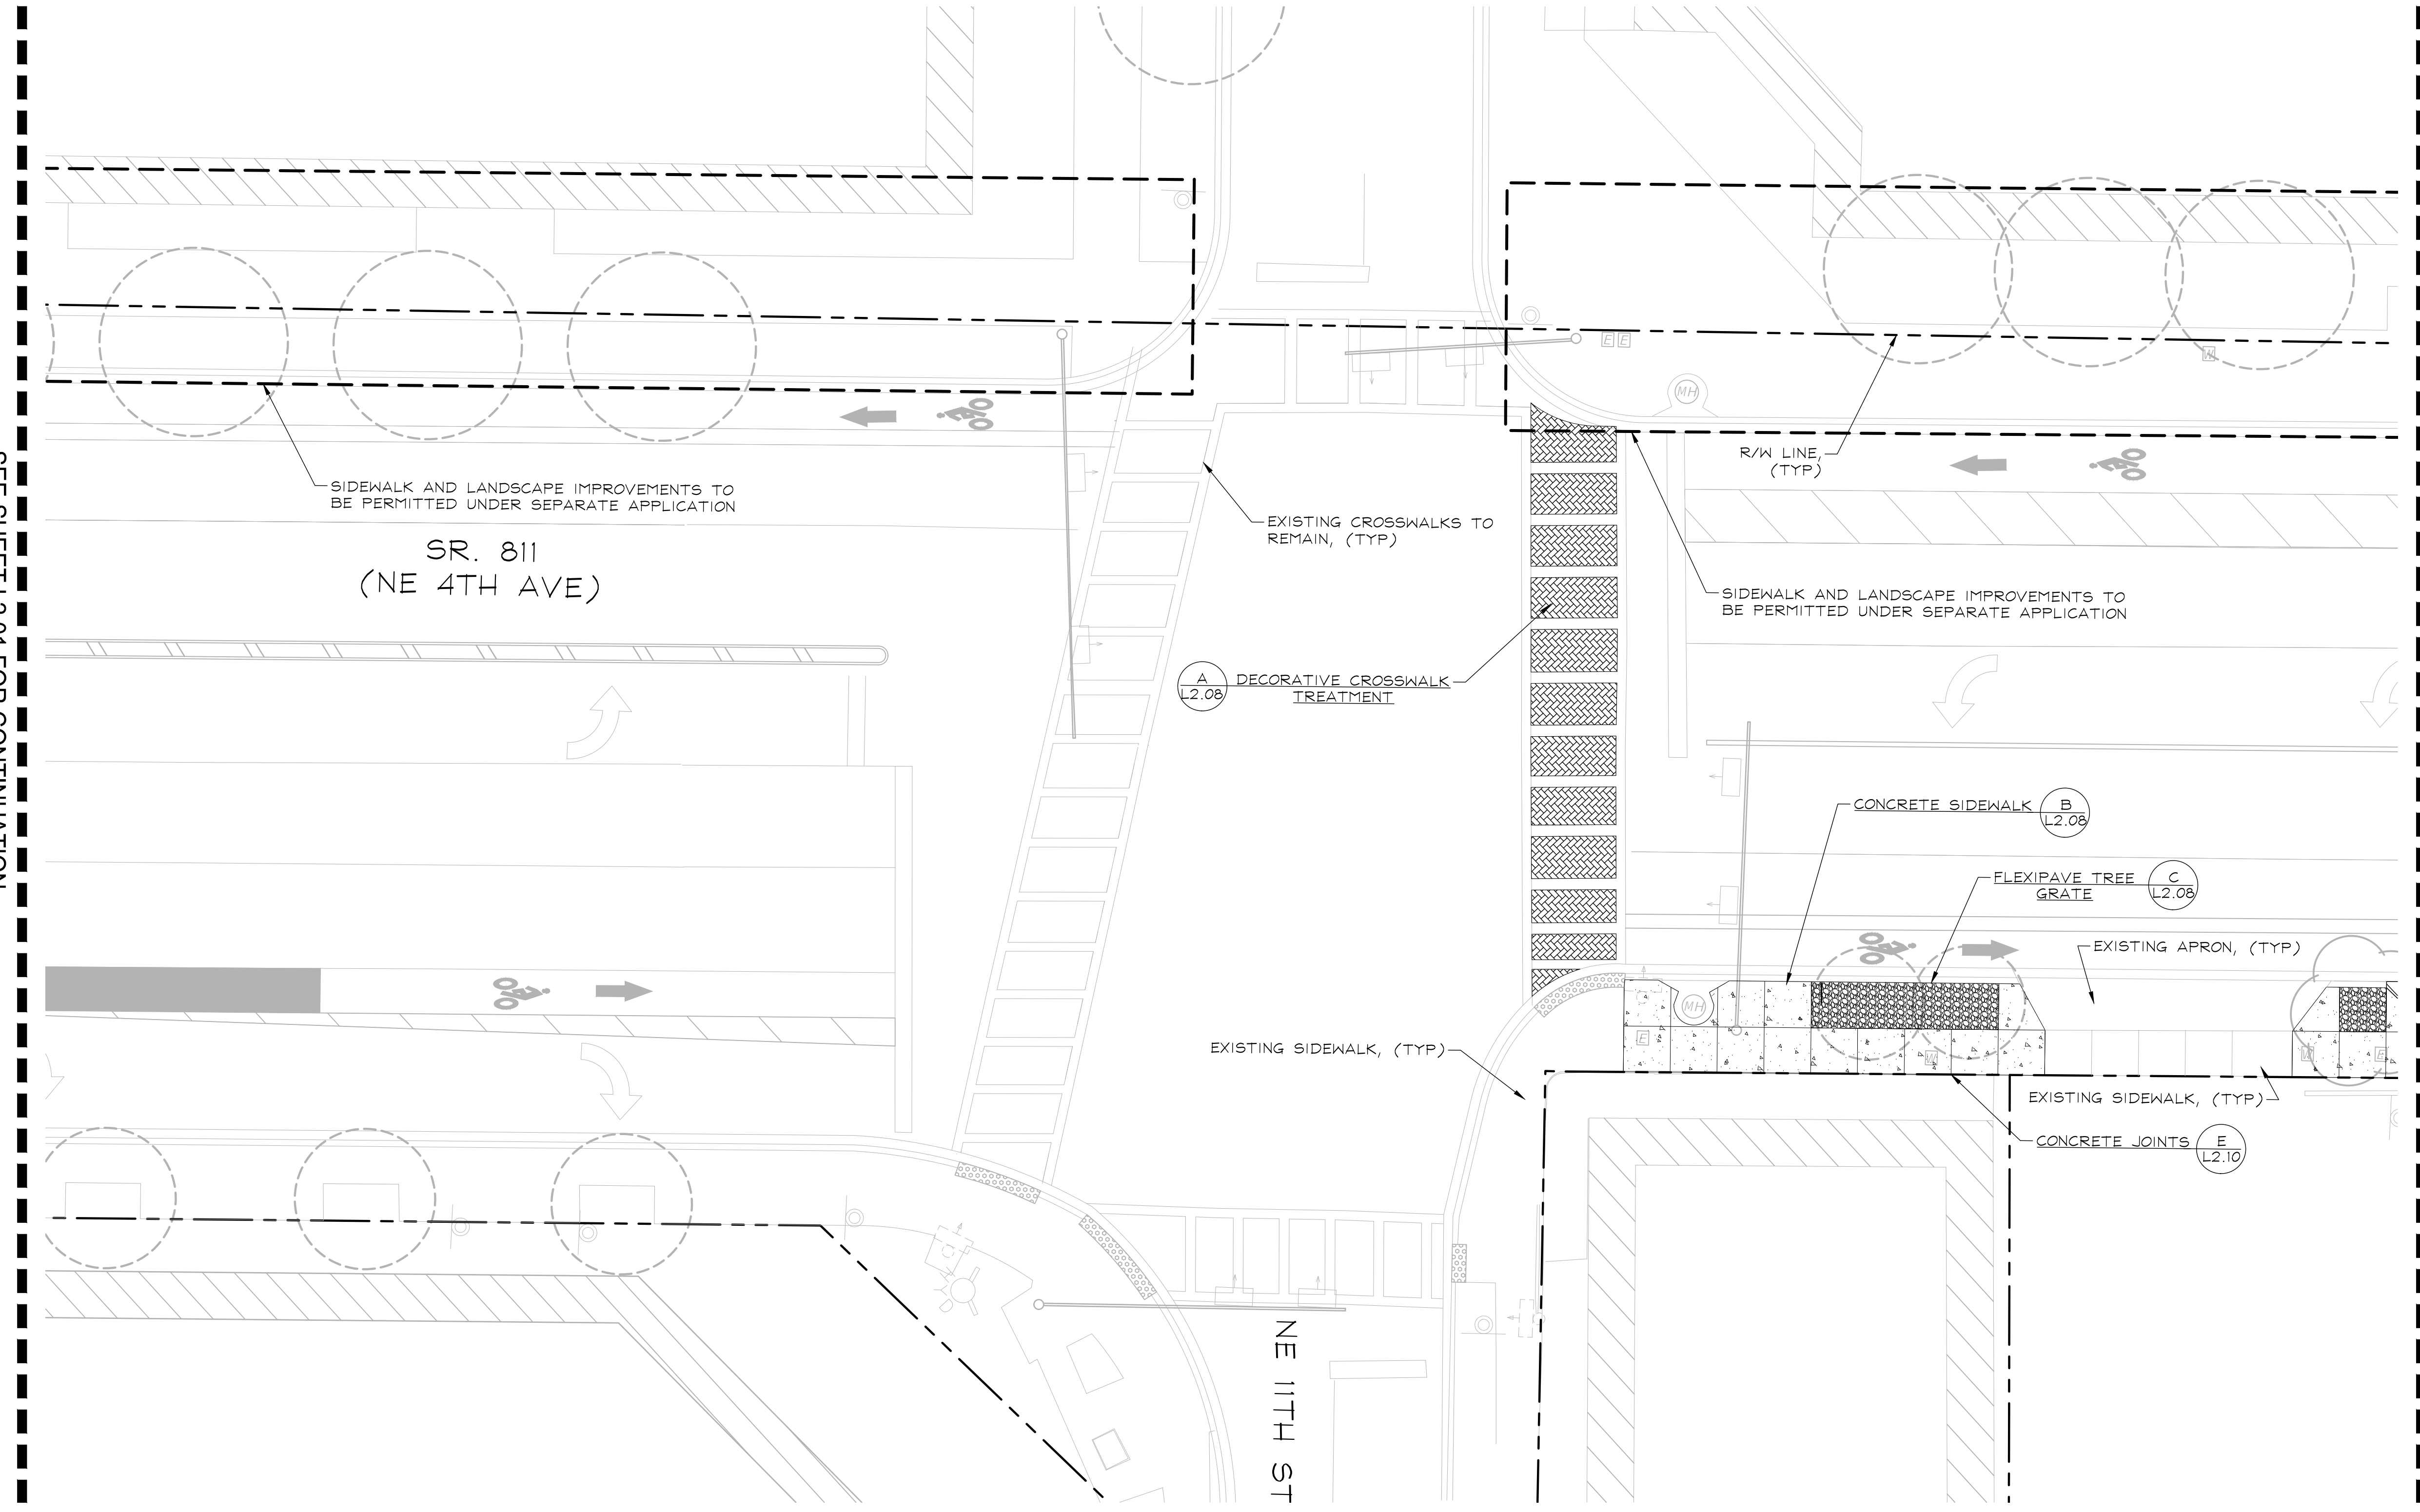 E E
MH
R/W LINE,
(TYP)
W
SIDEWALK AND LANDSCAPE IMPROVEMENTS TO
BE PERMITTED UNDER SEPARATE APPLICATION
EXISTING CROSSWALKS TO
REMAIN, (TYP)
SR. 811
(NE 4TH AVE)
SIDEWALK AND LANDSCAPE IMPROVEMENTS TO
BE PERMITTED UNDER SEPARATE APPLICATION
A
L2.08
DECORATIVE CROSSWALK
TREATMENT
CONCRETE SIDEWALK
B
L2.08
FLEXIPAVE TREE
GRATE
C
L2.08
EXISTING APRON, (TYP)
MH
E
W
W
E
EXISTING SIDEWALK, (TYP)
EXISTING SIDEWALK, (TYP)
CONCRETE JOINTS
E
L2.10
NE 11TH ST